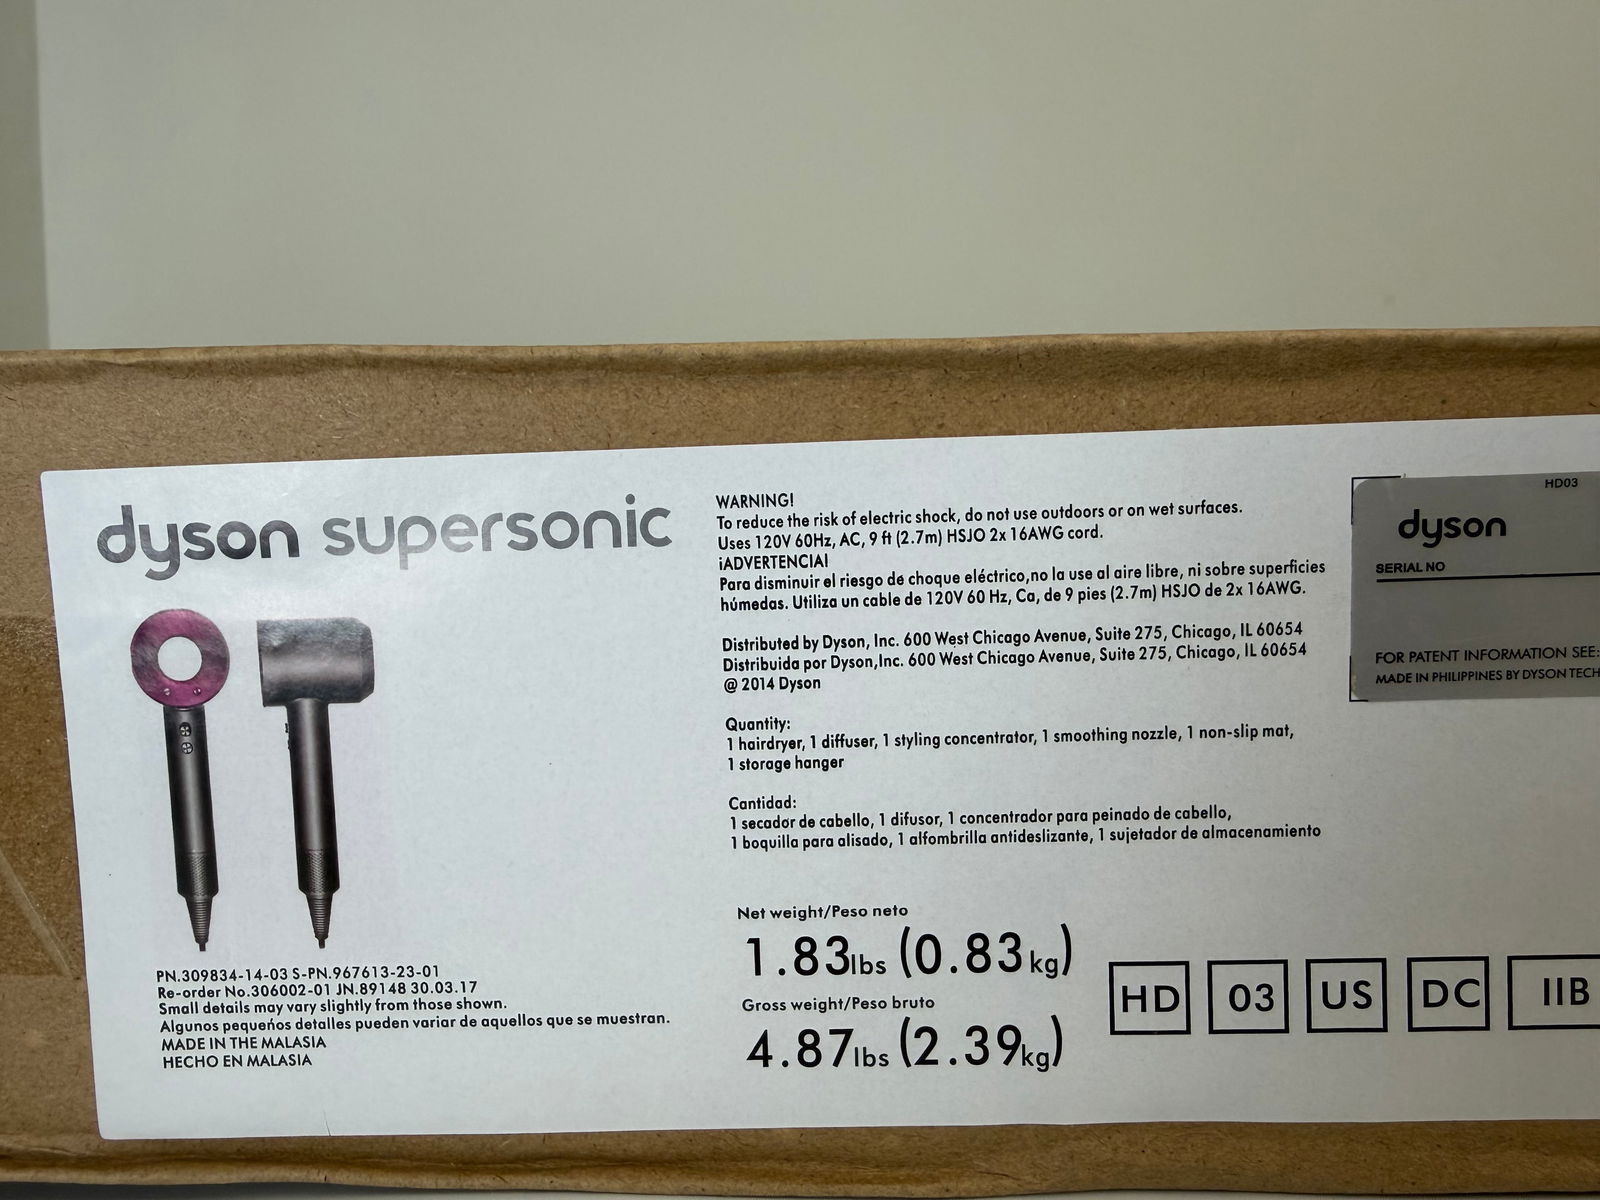 dyson supersonic
PN.309834-14-03 S-PN.967613-23-01
Re-order No.306002-01 JN.89148 30.03.17
Small details may vary slightly from those shown.
Algunos pequeños detalles pueden variar de aquellos que se muestran.
MADE IN THE MALASIA
HECHO EN MALASIA
WARNING!
To reduce the risk of electric shock, do not use outdoors or on wet surfaces.
Uses 120V 60Hz, AC, 9 ft (2.7m) HSJO 2x 16AWG cord.
iADVERTENCIAI
Para disminuir el riesgo de choque eléctrico,no la use al aire libre, ni sobre superficies
húmedas. Utiliza un cable de 120V 60 Hz, Ca, de 9 pies (2.7m) HSJO de 2x 16AWG.
Distributed by Dyson, Inc. 600 West Chicago Avenue, Suite 275, Chicago, IL 60654
Distribuida por Dyson,Inc. 600 West Chicago Avenue, Suite 275, Chicago, IL 60654
@ 2014 Dyson
Quantity:
1 hairdryer, 1 diffuser, 1 styling concentrator, 1 smoothing nozzle, 1 non-slip mat,
1 storage hanger
Cantidad:
1 secador de cabello, 1 difusor, 1 concentrador para peinado de cabello,
1 boquilla para alisado, 1 alfombrilla antideslizante, 1 sujetador de almacenamiento
Net weight/Peso neto
1.83lbs (0.83kg)
Gross weight/Peso bruto
4.87lbs (2.39kg)
HD 03 US DC IIB
HD03
dyson
SERIAL NO
FOR PATENT INFORMATION SEE:
MADE IN PHILIPPINES BY DYSON TECH